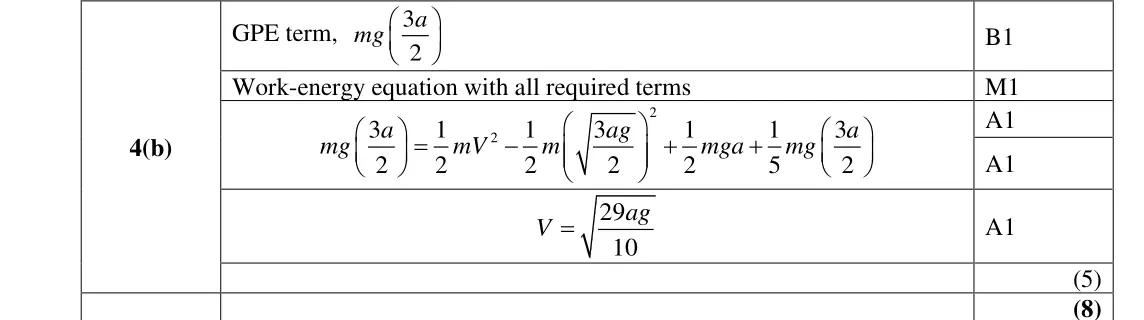 GPE term, mg(3a/2) B1
Work-energy equation with all required terms M1
4(b) mg(3a/2) = 1/2 mV² − 1/2 m(√(3ag/2))² + 1/2 mga + 1/5 mg(3a/2) A1
A1
V = √(29ag/10) A1
(5)
(8)